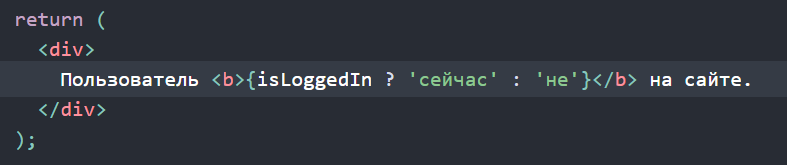 return (
<div>
Пользователь <b>{isLoggedIn ? 'сейчас' : 'не'}</b> на сайте.
</div>
);